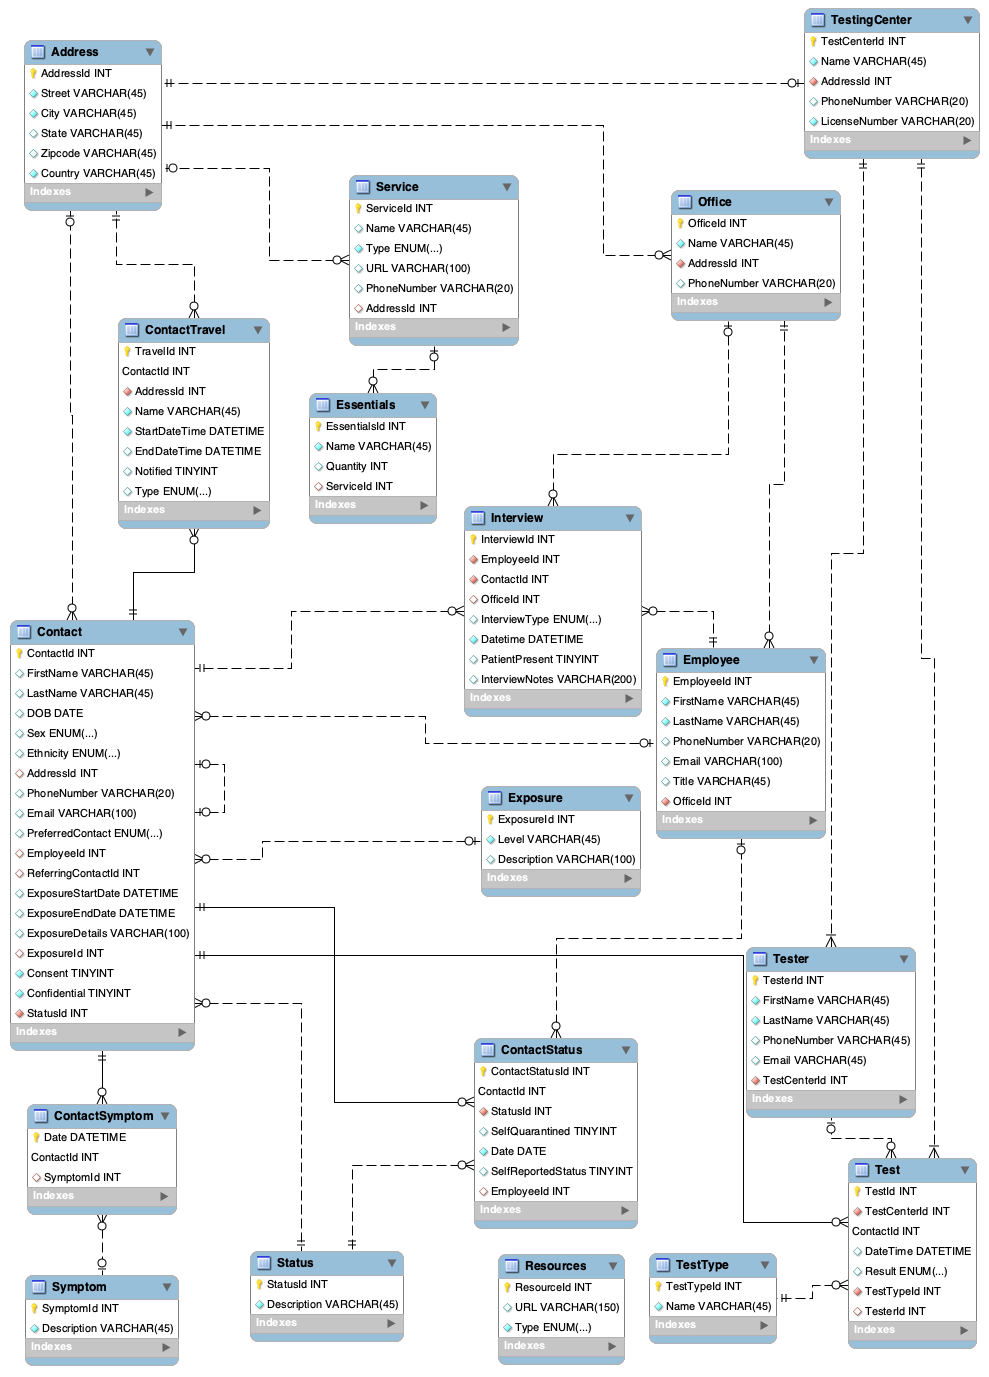 TestingCenter
TestCenterId INT
Name VARCHAR(45)
AddressId INT
PhoneNumber VARCHAR(20)
LicenseNumber VARCHAR(20)
Indexes
Address
AddressId INT
Street VARCHAR(45)
City VARCHAR(45)
State VARCHAR(45)
Zipcode VARCHAR(45)
Country VARCHAR(45)
Indexes
Service
ServiceId INT
Name VARCHAR(45)
Type ENUM(...)
URL VARCHAR(100)
PhoneNumber VARCHAR(20)
AddressId INT
Indexes
Office
OfficeId INT
Name VARCHAR(45)
AddressId INT
PhoneNumber VARCHAR(20)
Indexes
ContactTravel
TravelId INT
ContactId INT
AddressId INT
Name VARCHAR(45)
StartDateTime DATETIME
EndDateTime DATETIME
Notified TINYINT
Type ENUM(...)
Indexes
Essentials
EssentialsId INT
Name VARCHAR(45)
Quantity INT
ServiceId INT
Indexes
Interview
InterviewId INT
EmployeeId INT
ContactId INT
OfficeId INT
InterviewType ENUM(...)
Datetime DATETIME
PatientPresent TINYINT
InterviewNotes VARCHAR(200)
Indexes
Contact
ContactId INT
FirstName VARCHAR(45)
LastName VARCHAR(45)
DOB DATE
Sex ENUM(...)
Ethnicity ENUM(...)
AddressId INT
PhoneNumber VARCHAR(20)
Email VARCHAR(100)
PreferredContact ENUM(...)
EmployeeId INT
ReferringContactId INT
ExposureStartDate DATETIME
ExposureEndDate DATETIME
ExposureDetails VARCHAR(100)
ExposureId INT
Consent TINYINT
Confidential TINYINT
StatusId INT
Indexes
Employee
EmployeeId INT
FirstName VARCHAR(45)
LastName VARCHAR(45)
PhoneNumber VARCHAR(20)
Email VARCHAR(100)
Title VARCHAR(45)
OfficeId INT
Indexes
Exposure
ExposureId INT
Level VARCHAR(45)
Description VARCHAR(100)
Indexes
Tester
TesterId INT
FirstName VARCHAR(45)
LastName VARCHAR(45)
PhoneNumber VARCHAR(45)
Email VARCHAR(45)
TestCenterId INT
Indexes
ContactStatus
ContactStatusId INT
ContactId INT
StatusId INT
SelfQuarantined TINYINT
Date DATE
SelfReportedStatus TINYINT
EmployeeId INT
Indexes
ContactSymptom
Date DATETIME
ContactId INT
SymptomId INT
Indexes
Test
TestId INT
TestCenterId INT
ContactId INT
DateTime DATETIME
Result ENUM(...)
TestTypeId INT
TesterId INT
Indexes
Symptom
SymptomId INT
Description VARCHAR(45)
Indexes
Status
StatusId INT
Description VARCHAR(45)
Indexes
Resources
ResourceId INT
URL VARCHAR(150)
Type ENUM(...)
Indexes
TestType
TestTypeId INT
Name VARCHAR(45)
Indexes